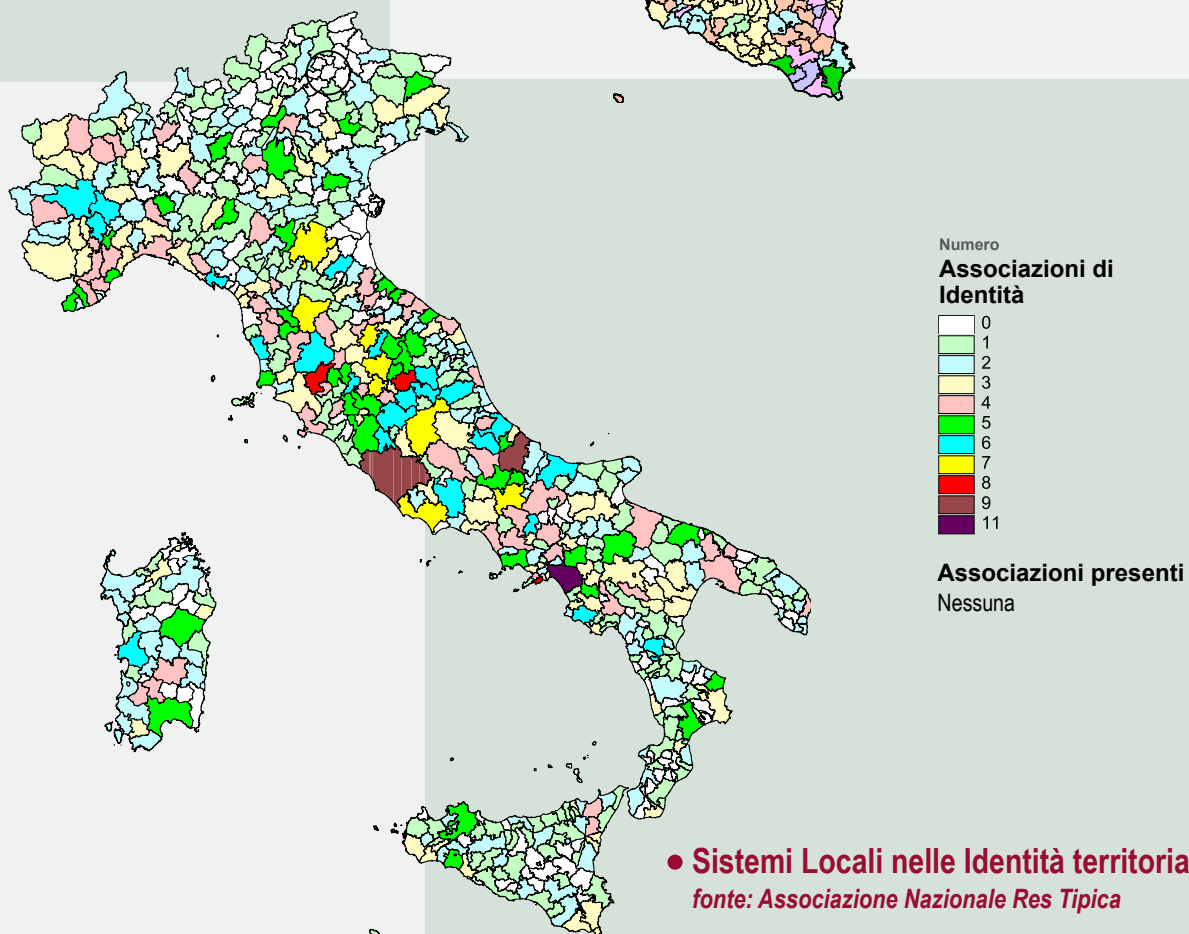 Numero
Associazioni di
Identità
0
1
2
3
4
5
6
7
8
9
11
Associazioni presenti
Nessuna
• Sistemi Locali nelle Identità territoria
fonte: Associazione Nazionale Res Tipica